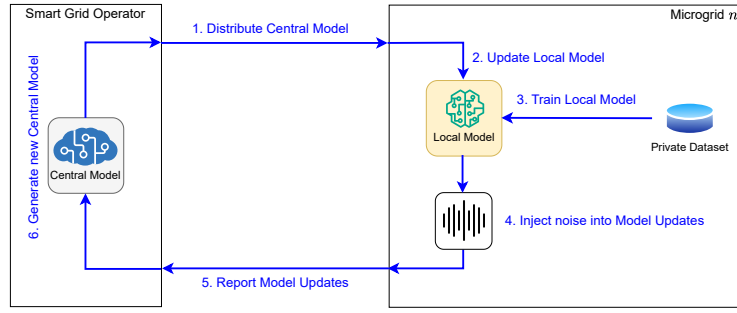 Smart Grid Operator
Microgrid n
1. Distribute Central Model
2. Update Local Model
3. Train Local Model
Local Model
Private Dataset
Central Model
4. Inject noise into Model Updates
5. Report Model Updates
6. Generate new Central Model